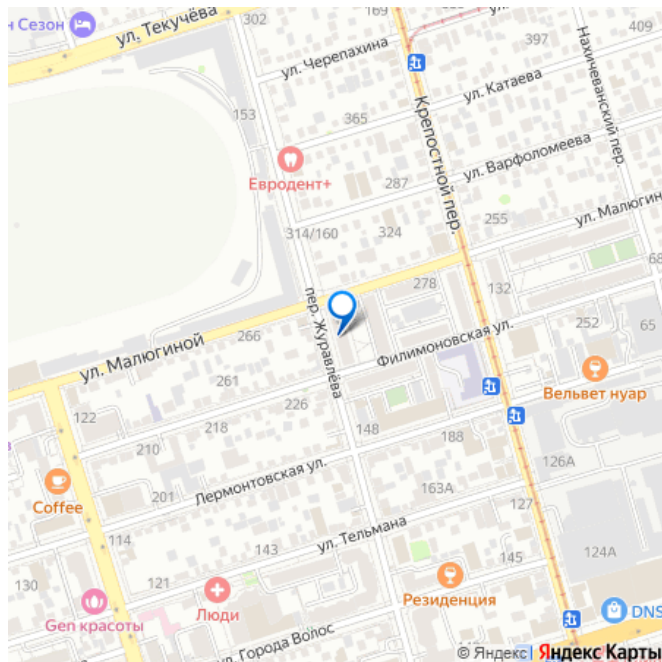 н Сезон
ул. Текучёва
302
169
397
409
ул. Черепахина
Нахичеванский пер.
ул. Катаева
153
365
Крепостной пер.
Евродент+
287
ул. Варфоломеева
255
ул. Малюгин
314/160
324
68
278
132
пер. Журавлёва
266
ул. Малюгиной
Филимоновская ул.
252
65
261
Вельвет нуар
226
122
218
148
188
210
126А
201
Лермонтовская ул.
163А
Coffee
127
114
ул. Тельмана
143
124А
145
130
121
Люди
Резиденция
Gen красоты
DNS
ул. Города Волос
© Яндекс
Яндекс Карты